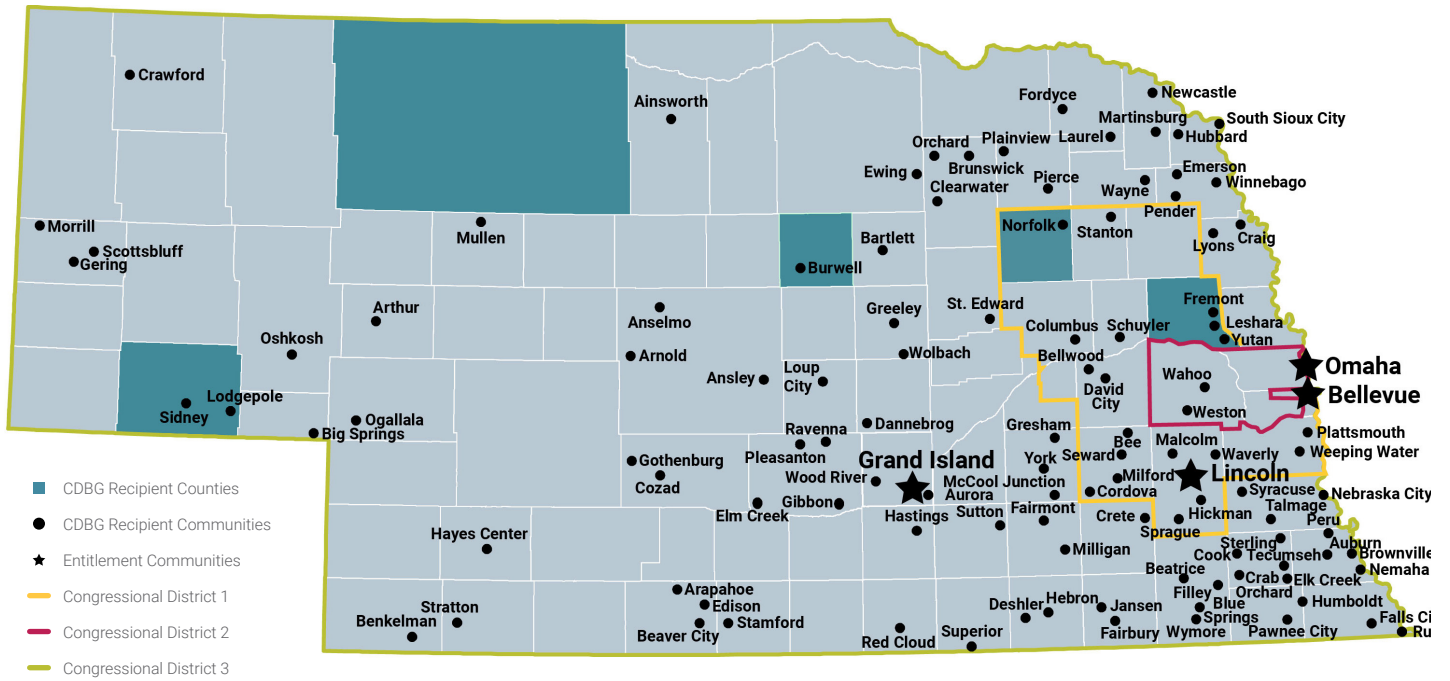 Crawford
Ainsworth
Fordyce
Newcastle
Martinsburg
South Sioux City
Orchard
Plainview
Laurel
Hubbard
Ewing
Brunswick
Emerson
Clearwater
Pierce
Wayne
Winnebago
Pender
Morrill
Mullen
Norfolk
Stanton
Scottsbluff
Gering
Bartlett
Lyons
Craig
Burwell
Arthur
Anselmo
Greeley
St. Edward
Fremont
Leshara
Oshkosh
Columbus
Schuyler
Yutan
Arnold
Wolbach
Bellwood
Omaha
Ansley
Loup
City
Wahoo
David
City
Bellevue
Sidney
Lodgepole
Weston
Ogallala
Big Springs
Dannebrog
Gresham
Plattsmouth
Ravenna
Bee
Malcolm
Pleasanton
Seward
Waverly
Weeping Water
Gothenburg
Grand Island
York
Lincoln
Cozad
Wood River
McCool Junction
Milford
Aurora
Cordova
Syracuse
Nebraska City
Elm Creek
Gibbon
Hastings
Sutton
Fairmont
Crete
Hickman
Talmage
Sprague
Peru
Hayes Center
Milligan
Sterling
Auburn
Cook
Tecumseh
Brownville
Nemaha
Beatrice
Crab
Orchard
Elk Creek
Arapahoe
Edison
Filley
Stratton
Deshler
Hebron
Jansen
Blue
Springs
Humboldt
Benkelman
Beaver City
Stamford
Red Cloud
Superior
Fairbury
Wymore
Pawnee City
Falls Ci
Ru
CDBG Recipient Counties
CDBG Recipient Communities
Entitlement Communities
Congressional District 1
Congressional District 2
Congressional District 3